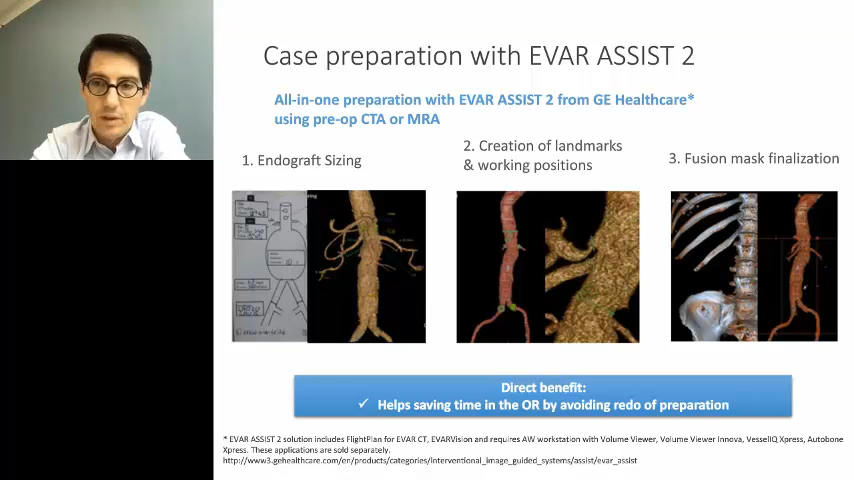 Case preparation with EVAR ASSIST 2
All-in-one preparation with EVAR ASSIST 2 from GE Healthcare*
using pre-op CTA or MRA
1. Endograft Sizing
2. Creation of landmarks
& working positions
3. Fusion mask finalization
Direct benefit:
✓ Helps saving time in the OR by avoiding redo of preparation
* EVAR ASSIST 2 solution includes FlightPlan for EVAR CT, EVARVision and requires AW workstation with Volume Viewer, Volume Viewer Innova, VessellQ Xpress, Autobone
Xpress. These applications are sold separately.
http://www3.gehealthcare.com/en/products/categories/interventional_image_guided_systems/assist/evar_assist